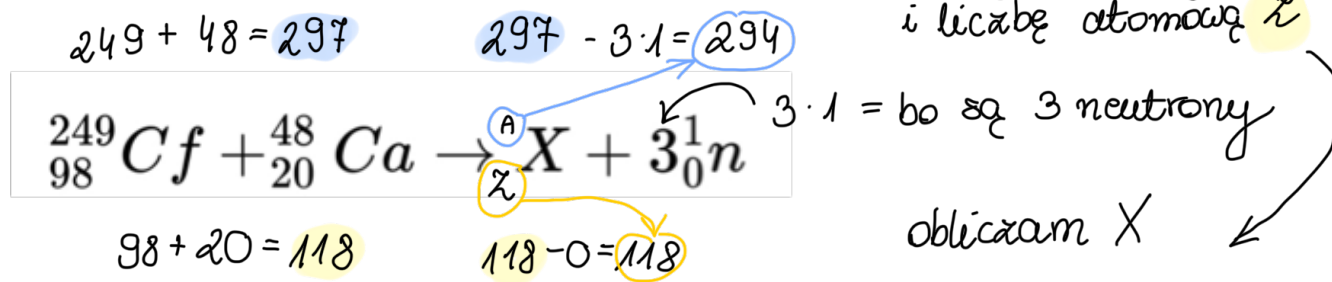 249 + 48 = 297
297 - 3·1 = 294
i liczbę atomową Z
3 · 1 = bo są 3 neutrony
A
²⁴⁹₉₈Cf + ⁴⁸₂₀Ca → X + 3¹₀n
Z
obliczam X
98 + 20 = 118
118 - 0 = 118